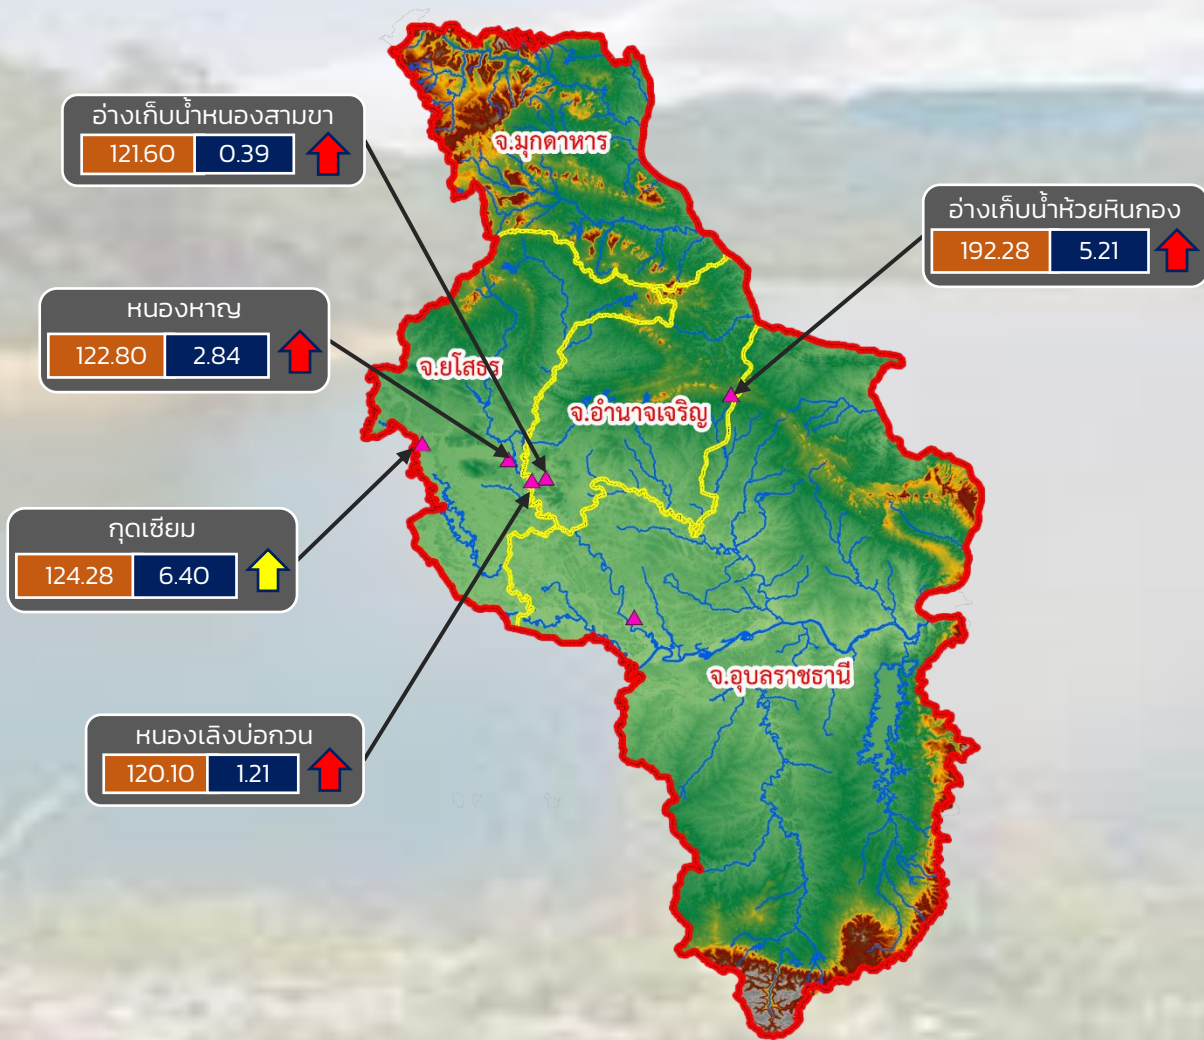 อ่างเก็บน้ำหนองสามขา
121.60 0.39
จ.มุกดาหาร
อ่างเก็บน้ำห้วยหินกอง
192.28 5.21
หนองหาญ
122.80 2.84
จ.ยโสธร
จ.อำนาจเจริญ
กุดเซียม
124.28 6.40
จ.อุบลราชธานี
หนองเลิงบ่อกวน
120.10 1.21